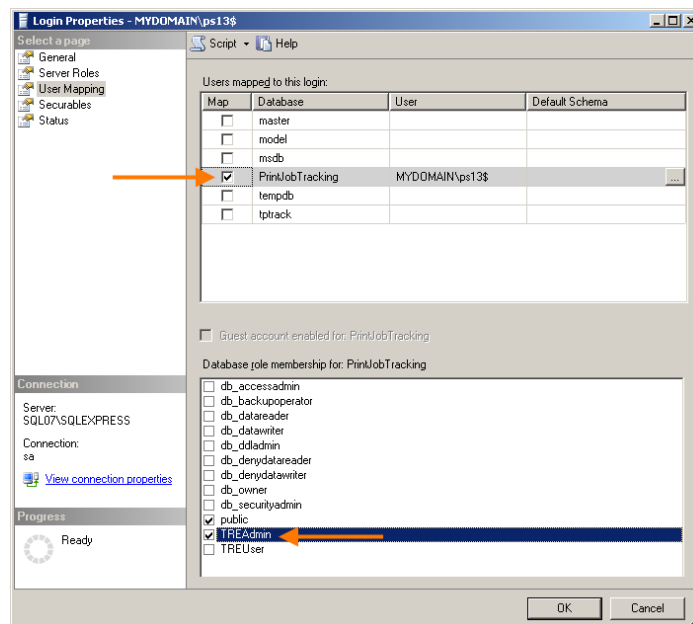 Login Properties - MYDOMAIN\ps13$
Select a page
General
Server Roles
User Mapping
Securables
Status
Script Help
Users mapped to this login:
Map Database User Default Schema
master
model
msdb
PrintJobTracking MYDOMAIN\ps13$ ...
tempdb
tptrack
Guest account enabled for: PrintJobTracking
Database role membership for: PrintJobTracking
db_accessadmin
db_backupoperator
db_datareader
db_datawriter
db_ddladmin
db_denydatareader
db_denydatawriter
db_owner
db_securityadmin
public
TREAdmin
TREUser
Connection
Server:
SQL07\SQLEXPRESS
Connection:
sa
View connection properties
Progress
Ready
OK Cancel